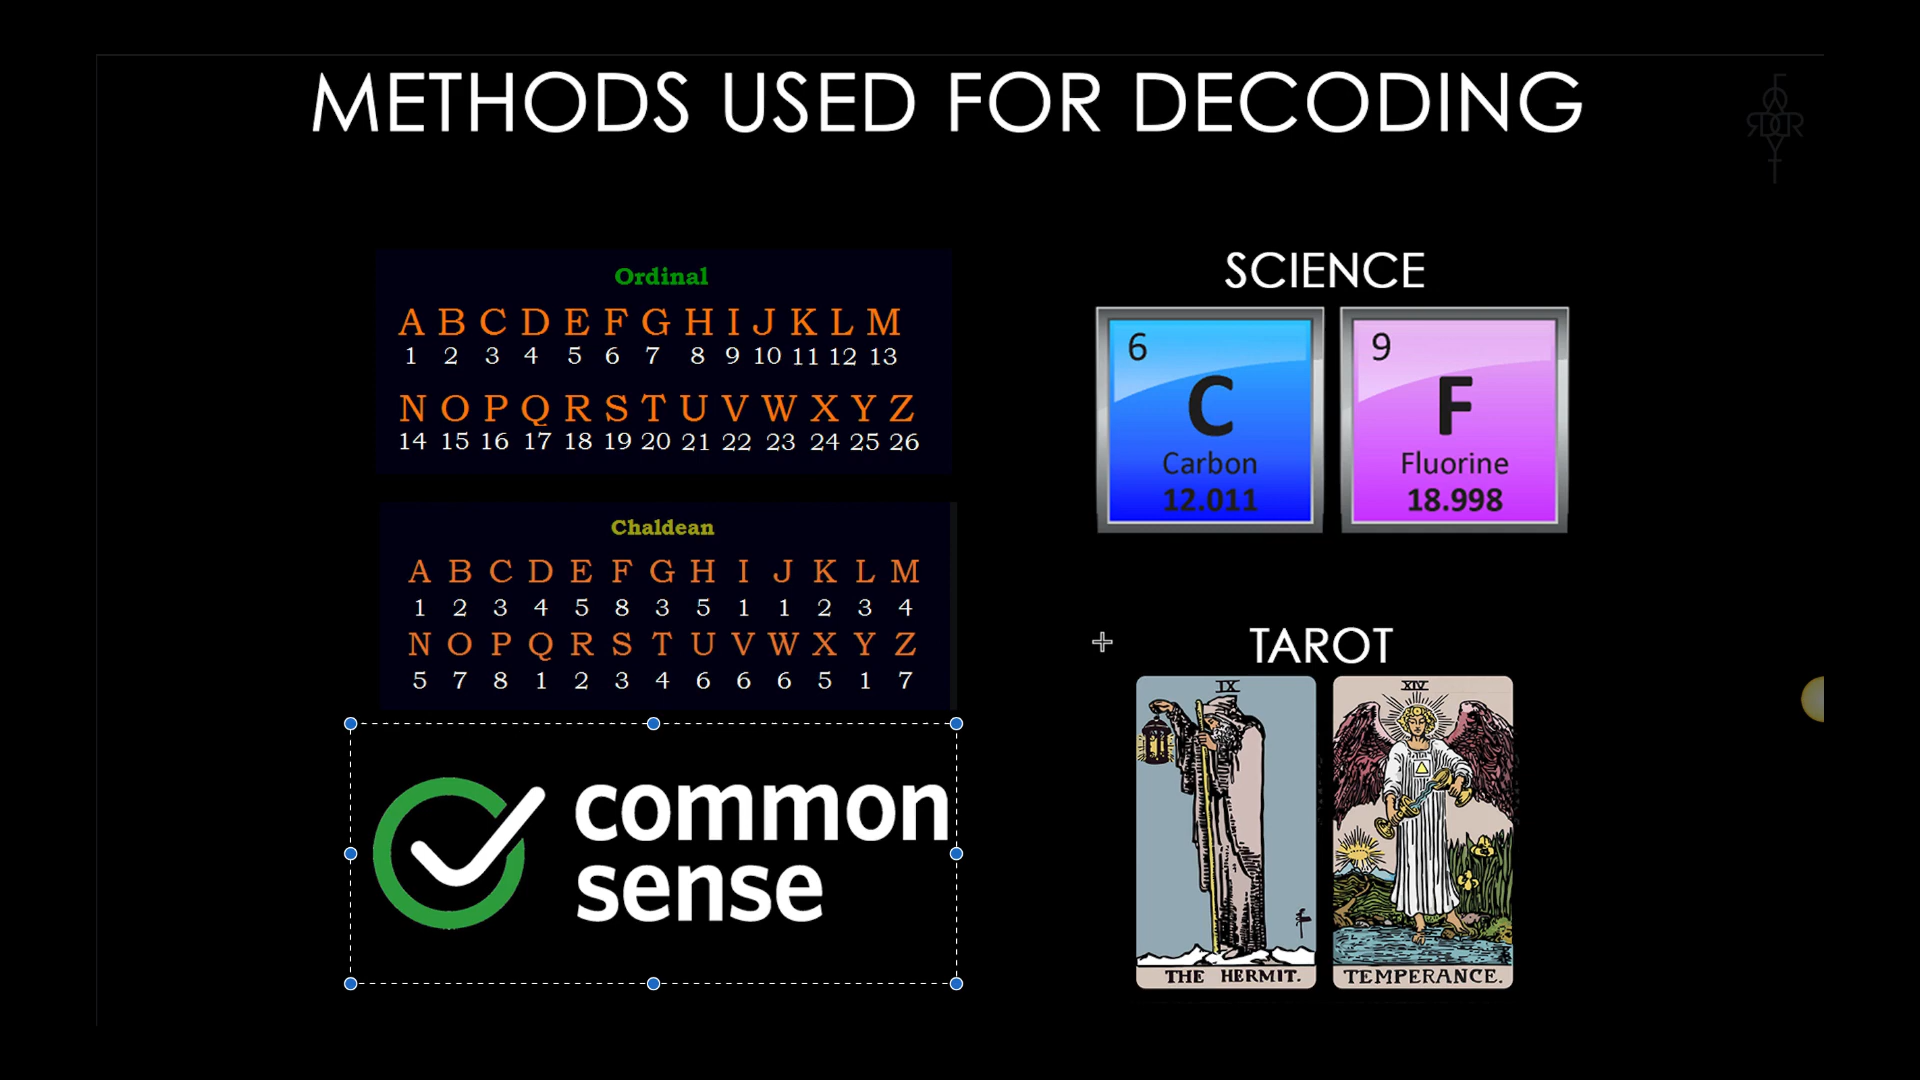 METHODS USED FOR DECODING
Ordinal
A B C D E F G H I J K L M
1 2 3 4 5 6 7 8 9 10 11 12 13
N O P Q R S T U V W X Y Z
14 15 16 17 18 19 20 21 22 23 24 25 26
Chaldean
A B C D E F G H I J K L M
1 2 3 4 5 8 3 5 1 1 2 3 4
N O P Q R S T U V W X Y Z
5 7 8 1 2 3 4 6 6 6 5 1 7
common
sense
SCIENCE
6
C
Carbon
12.011
9
F
Fluorine
18.998
TAROT
IX
THE HERMIT.
XIV
TEMPERANCE.